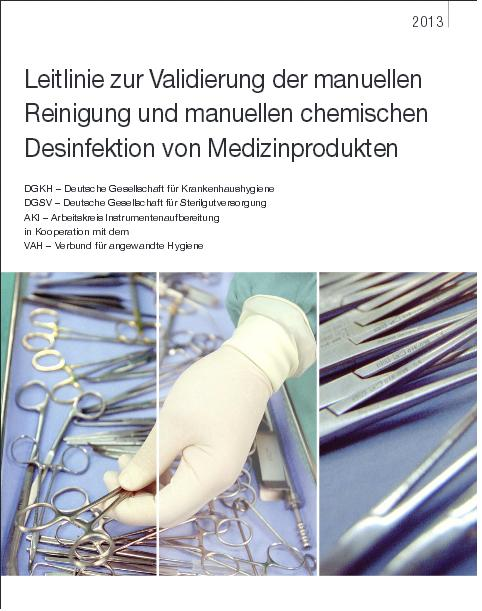 2013
Leitlinie zur Validierung der manuellen
Reinigung und manuellen chemischen
Desinfektion von Medizinprodukten
DGKH – Deutsche Gesellschaft für Krankenhaushygiene
DGSV – Deutsche Gesellschaft für Sterilgutversorgung
AKI – Arbeitskreis Instrumentenaufbereitung
in Kooperation mit dem
VAH – Verbund für angewandte Hygiene